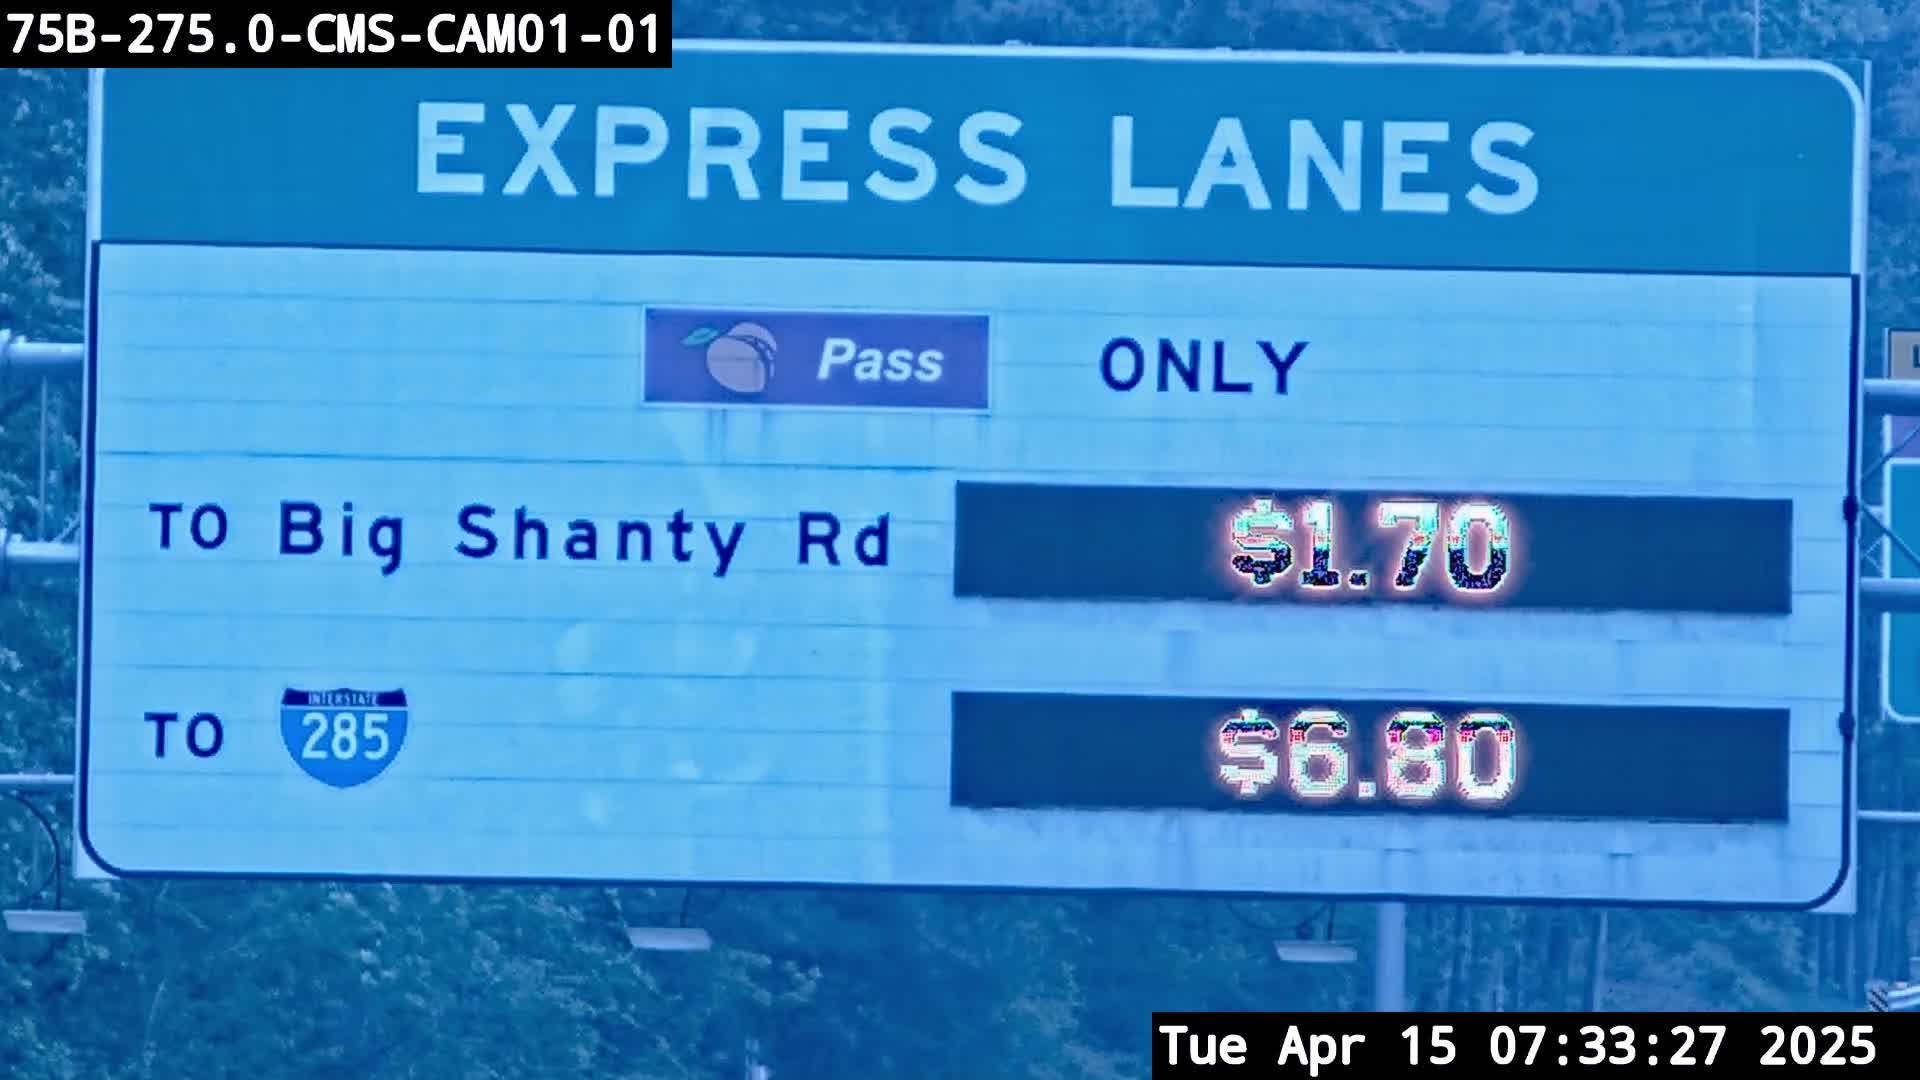 75B-275.0-CMS-CAM01-01
EXPRESS LANES
Pass ONLY
TO Big Shanty Rd $1.70
INTERSTATE
TO 285 $6.80
Tue Apr 15 07:33:27 2025